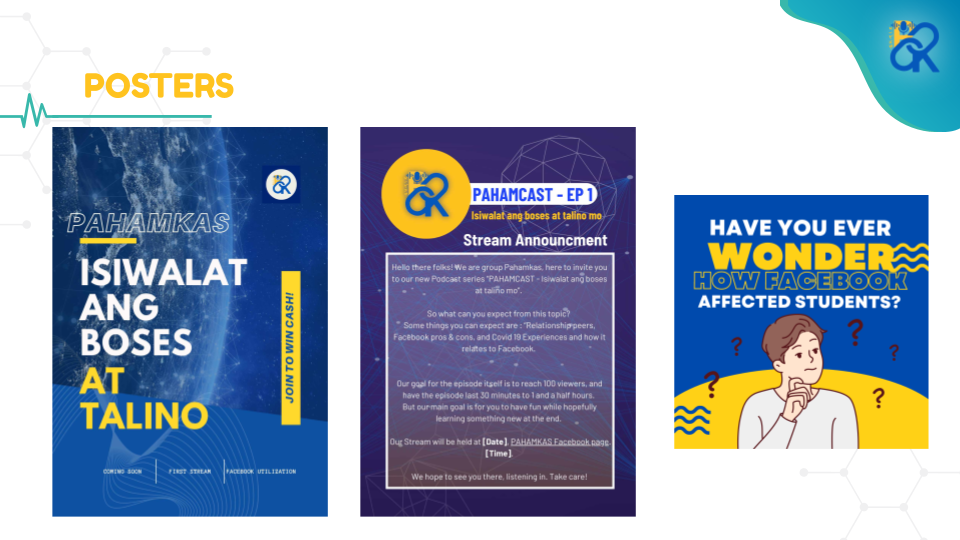 POSTERS
PAHAMKAS
ISIWALAT
ANG
BOSES
AT
TALINO
JOIN TO WIN CASH!
COMING SOON
FIRST STREAM
FACEBOOK UTILIZATION
PAHAMCAST - EP 1
Isiwalat ang boses at talino mo
Stream Announcment
Hello there folks! We are group Pahamkas, here to invite you
to our new Podcast series "PAHAMCAST - Isiwalat ang boses
at talino mo".
So what can you expect from this topic?
Some things you can expect are : "Relationship peers,
Facebook pros & cons, and Covid 19 Experiences and how it
relates to Facebook.
Our goal for the episode itself is to reach 100 viewers, and
have the episode last 30 minutes to 1 and a half hours.
But our main goal is for you to have fun while hopefully
learning something new at the end.
Our Stream will be held at [Date], PAHAMKAS Facebook page,
[Time].
We hope to see you there, listening in. Take care!
HAVE YOU EVER
WONDER
HOW FACEBOOK
AFFECTED STUDENTS?